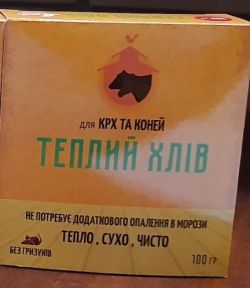 для КРХ ТА КОНЕЙ
ТЕПЛИЙ ХЛІВ
НЕ ПОТРЕБУЄ ДОДАТКОВОГО ОПАЛЕННЯ В МОРОЗИ
ТЕПЛО , СУХО , ЧИСТО
БЕЗ ГРИЗУНІВ
100 ГР